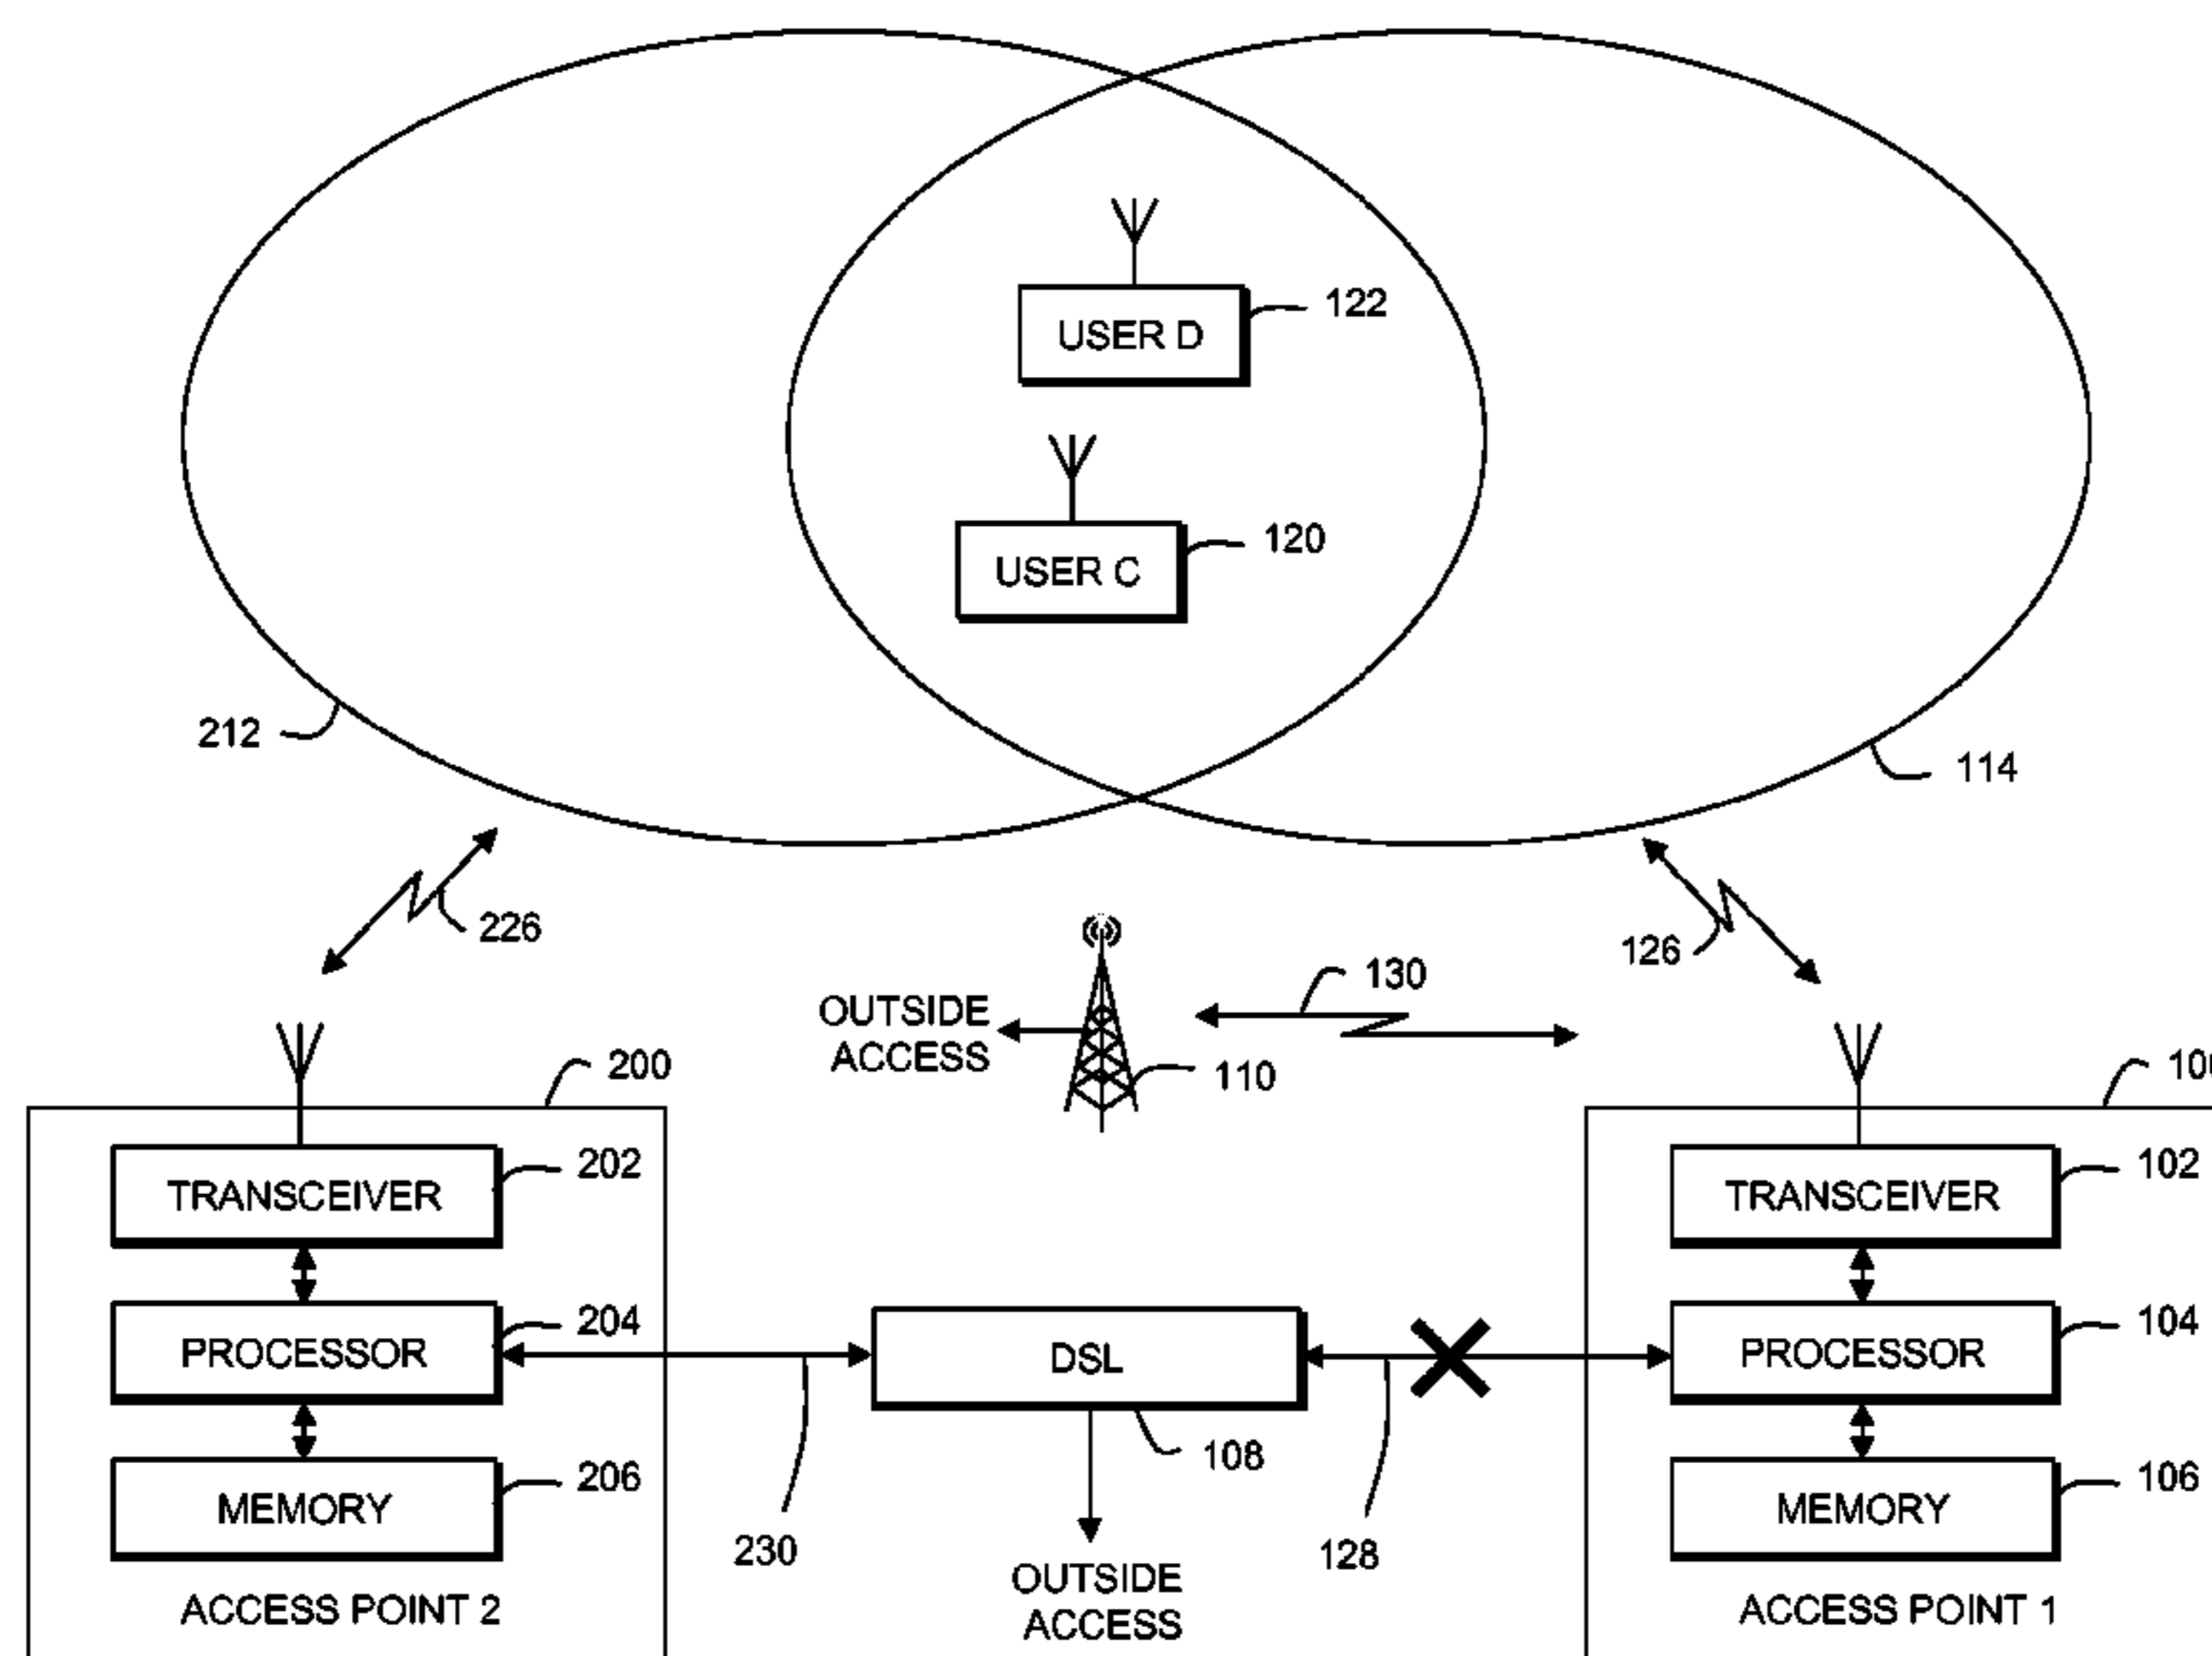 USER D
122
USER C
120
212
114
226
126
130
OUTSIDE
ACCESS
110
200
TRANSCEIVER
202
102
TRANSCEIVER
PROCESSOR
204
DSL
108
104
PROCESSOR
MEMORY
206
230
128
106
MEMORY
OUTSIDE
ACCESS
ACCESS POINT 2
ACCESS POINT 1